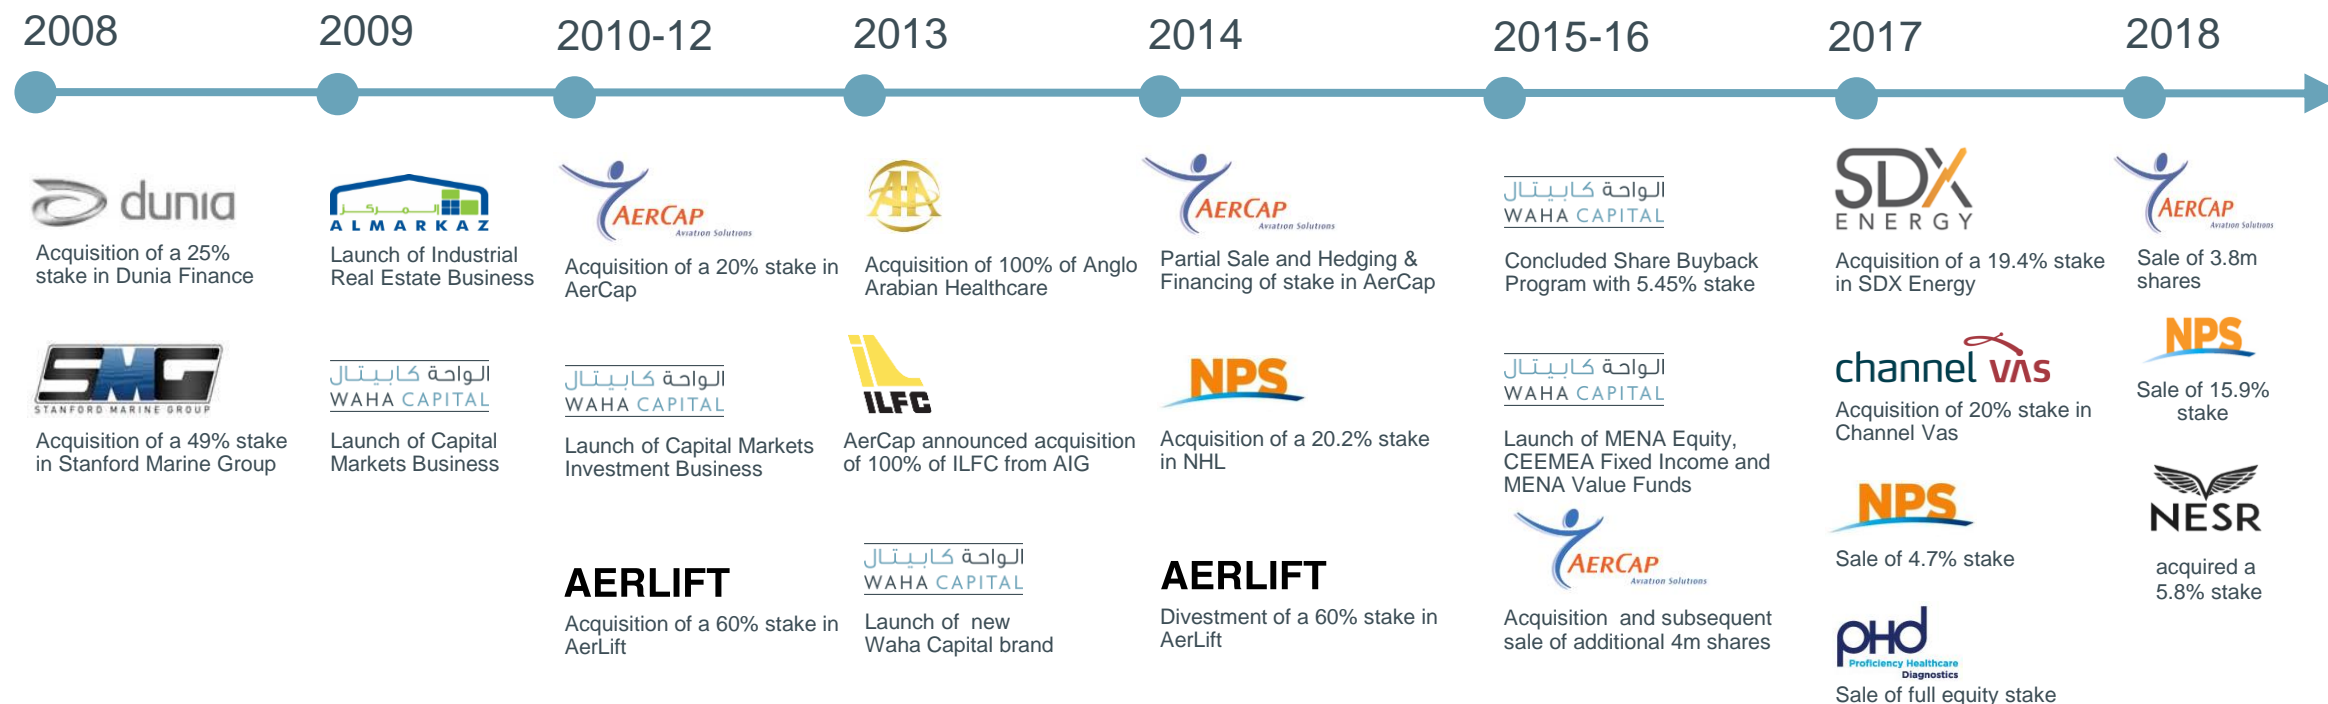 2008
dunia
Acquisition of a 25%
stake in Dunia Finance
SMG
STANFORD MARINE GROUP
Acquisition of a 49% stake
in Stanford Marine Group
2009
المركز
ALMARKAZ
Launch of Industrial
Real Estate Business
الواحة كابيتال
WAHA CAPITAL
Launch of Capital
Markets Business
2010-12
AERCAP
Aviation Solutions
Acquisition of a 20% stake in
AerCap
الواحة كابيتال
WAHA CAPITAL
Launch of Capital Markets
Investment Business
AERLIFT
Acquisition of a 60% stake in
AerLift
2013
AHA
Acquisition of 100% of Anglo
Arabian Healthcare
ILFC
AerCap announced acquisition
of 100% of ILFC from AIG
الواحة كابيتال
WAHA CAPITAL
Launch of new
Waha Capital brand
2014
AERCAP
Aviation Solutions
Partial Sale and Hedging &
Financing of stake in AerCap
NPS
Acquisition of a 20.2% stake
in NHL
AERLIFT
Divestment of a 60% stake in
AerLift
2015-16
الواحة كابيتال
WAHA CAPITAL
Concluded Share Buyback
Program with 5.45% stake
الواحة كابيتال
WAHA CAPITAL
Launch of MENA Equity,
CEEMEA Fixed Income and
MENA Value Funds
AERCAP
Aviation Solutions
Acquisition and subsequent
sale of additional 4m shares
2017
SDX
ENERGY
Acquisition of a 19.4% stake
in SDX Energy
channel vas
Acquisition of 20% stake in
Channel Vas
NPS
Sale of 4.7% stake
pHd
Proficiency Healthcare
Diagnostics
Sale of full equity stake
2018
AERCAP
Aviation Solutions
Sale of 3.8m
shares
NPS
Sale of 15.9%
stake
NESR
acquired a
5.8% stake